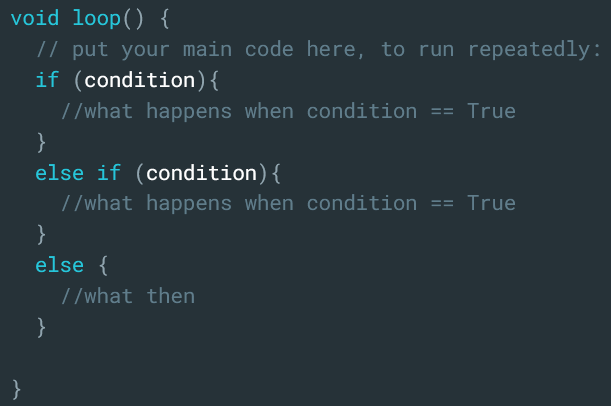 void loop() {
  // put your main code here, to run repeatedly:
  if (condition){
    //what happens when condition == True
  }
  else if (condition){
    //what happens when condition == True
  }
  else {
    //what then
  }

}